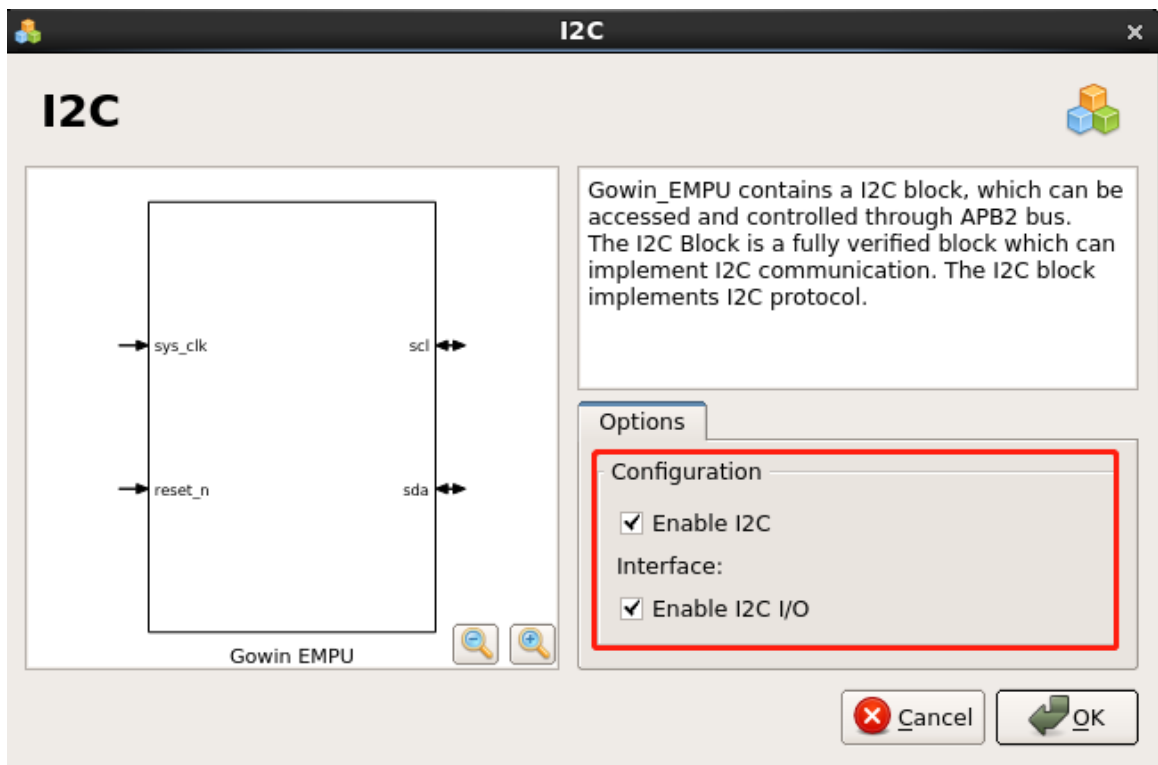 I2C
I2C
sys_clk
scl
reset_n
sda
Gowin EMPU
Gowin_EMPU contains a I2C block, which can be
accessed and controlled through APB2 bus.
The I2C Block is a fully verified block which can
implement I2C communication. The I2C block
implements I2C protocol.
Options
Configuration
Enable I2C
Interface:
Enable I2C I/O
Cancel
OK